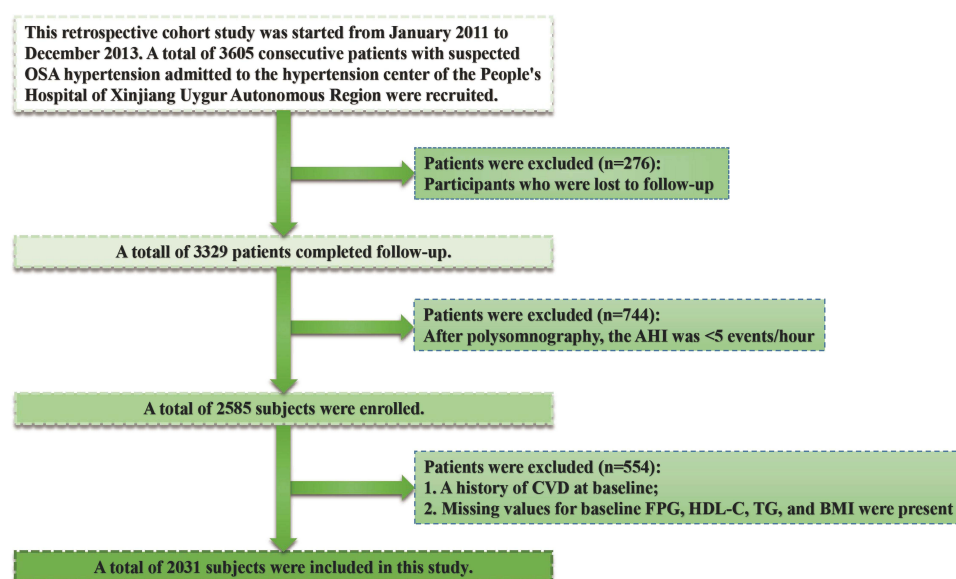 This retrospective cohort study was started from January 2011 to
December 2013. A total of 3605 consecutive patients with suspected
OSA hypertension admitted to the hypertension center of the People's
Hospital of Xinjiang Uygur Autonomous Region were recruited.
Patients were excluded (n=276):
Participants who were lost to follow-up
A totall of 3329 patients completed follow-up.
Patients were excluded (n=744):
After polysomnography, the AHI was <5 events/hour
A total of 2585 subjects were enrolled.
Patients were excluded (n=554):
1. A history of CVD at baseline;
2. Missing values for baseline FPG, HDL-C, TG, and BMI were present
A total of 2031 subjects were included in this study.